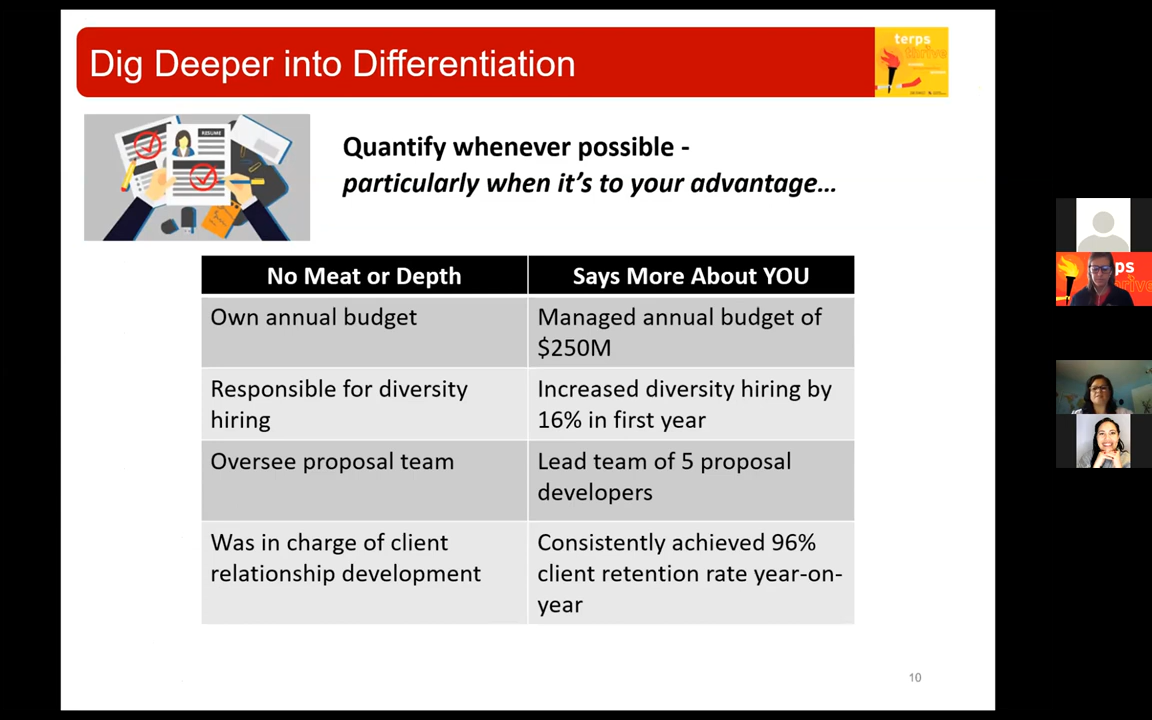 Dig Deeper into Differentiation
terps
thrive
RESUME
Quantify whenever possible -
particularly when it's to your advantage...
No Meat or Depth
Says More About YOU
Own annual budget
Managed annual budget of
$250M
Responsible for diversity
hiring
Increased diversity hiring by
16% in first year
Oversee proposal team
Lead team of 5 proposal
developers
Was in charge of client
relationship development
Consistently achieved 96%
client retention rate year-on-
year
ps
10